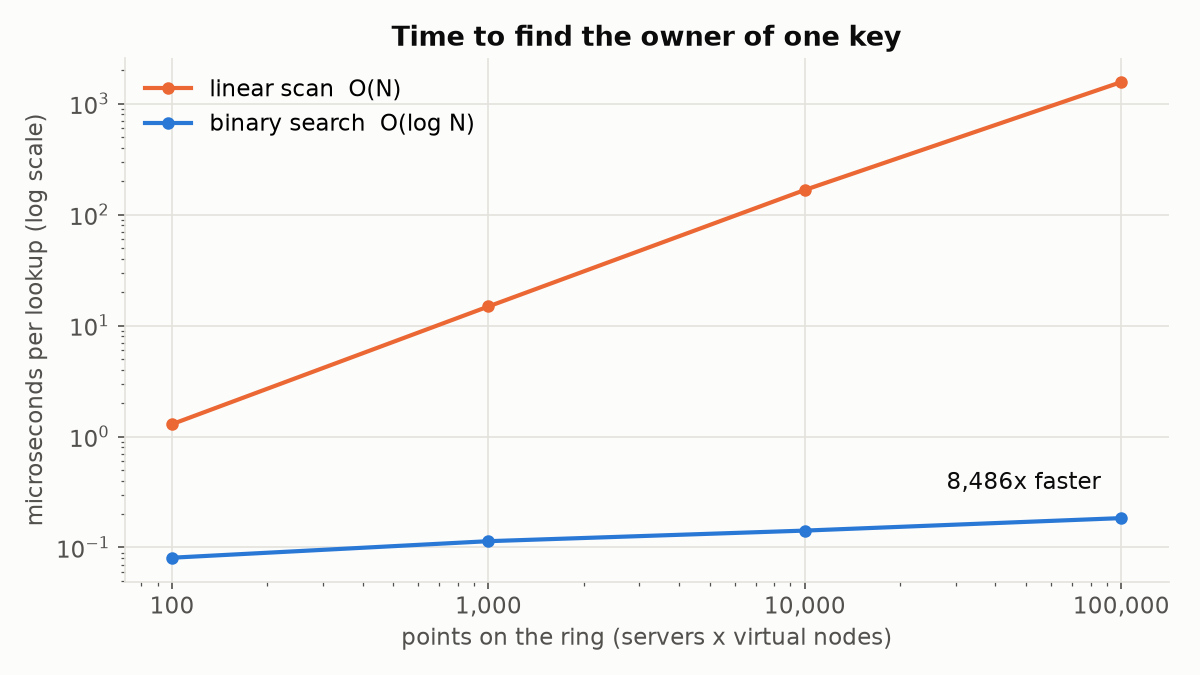 Time to find the owner of one key
linear scan  O(N)
binary search  O(log N)
microseconds per lookup (log scale)
10³
10²
10¹
10⁰
10⁻¹
8,486x faster
100
1,000
10,000
100,000
points on the ring (servers x virtual nodes)